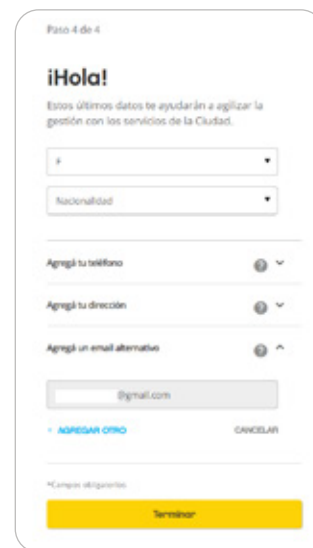 Paso 4 de 4
¡Hola!
Estos últimos datos te ayudarán a agilizar la
gestión con los servicios de la Ciudad.
F
Nacionalidad
Agregá tu teléfono
Agregá tu dirección
Agregá un email alternativo
@gmail.com
+ AGREGAR OTRO
CANCELAR
*Campos obligatorios
Terminar